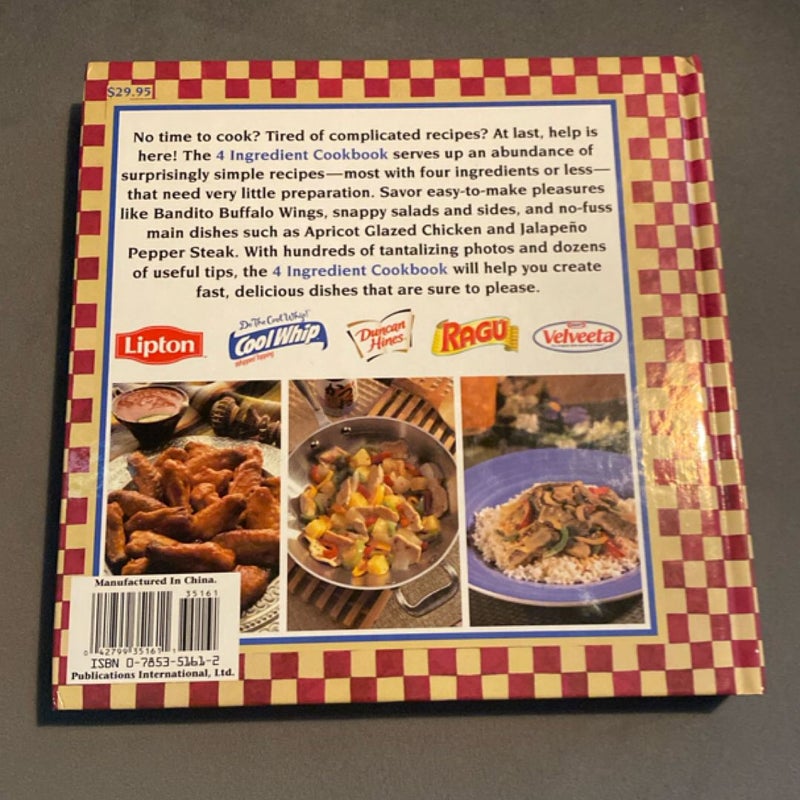 $29.95
No time to cook? Tired of complicated recipes? At last, help is
here! The 4 Ingredient Cookbook serves up an abundance of
surprisingly simple recipes—most with four ingredients or less—
that need very little preparation. Savor easy-to-make pleasures
like Bandito Buffalo Wings, snappy salads and sides, and no-fuss
main dishes such as Apricot Glazed Chicken and Jalapeño
Pepper Steak. With hundreds of tantalizing photos and dozens
of useful tips, the 4 Ingredient Cookbook will help you create
fast, delicious dishes that are sure to please.
Lipton
Do The Cool Whip!
Cool Whip
whipped topping
Duncan
Hines
RAGÚ
Velveeta
Manufactured In China.
35161
0 42799 35161 1
ISBN 0-7853-5161-2
Publications International, Ltd.